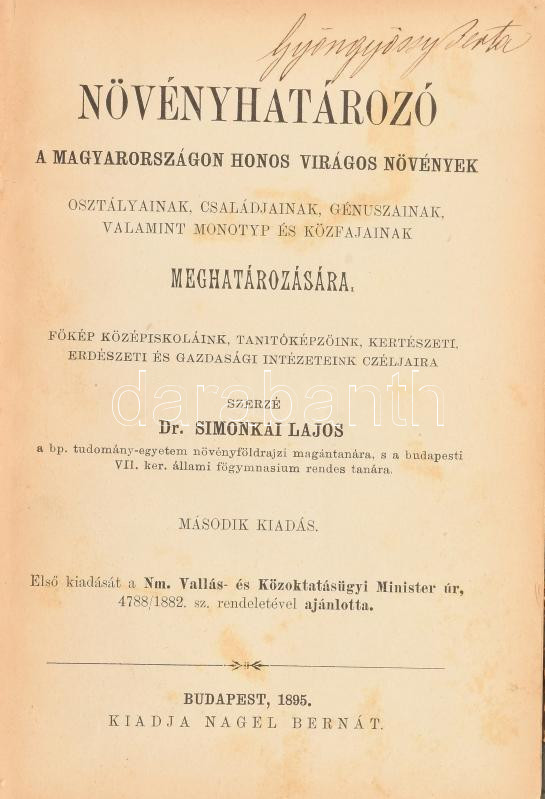 Gyöngyössy Berta
NÖVÉNYHATÁROZÓ
A MAGYARORSZÁGON HONOS VIRÁGOS NÖVÉNYEK
OSZTÁLYAINAK, CSALÁDJAINAK, GÉNUSZAINAK,
VALAMINT MONOTYP ÉS KÖZFAJAINAK
MEGHATÁROZÁSÁRA,
FŐKÉP KÖZÉPISKOLÁINK, TANITÓKÉPZŐINK, KERTÉSZETI,
ERDÉSZETI ÉS GAZDASÁGI INTÉZETEINK CZÉLJAIRA
darabanth
SZERZÉ
Dr. SIMONKAI LAJOS
a bp. tudomány-egyetem növényföldrajzi magántanára, s a budapesti
VII. ker. állami főgymnasium rendes tanára.
MÁSODIK KIADÁS.
Első kiadását a Nm. Vallás- és Közoktatásügyi Minister úr,
4788/1882. sz. rendeletével ajánlotta.
BUDAPEST, 1895.
KIADJA NAGEL BERNÁT.